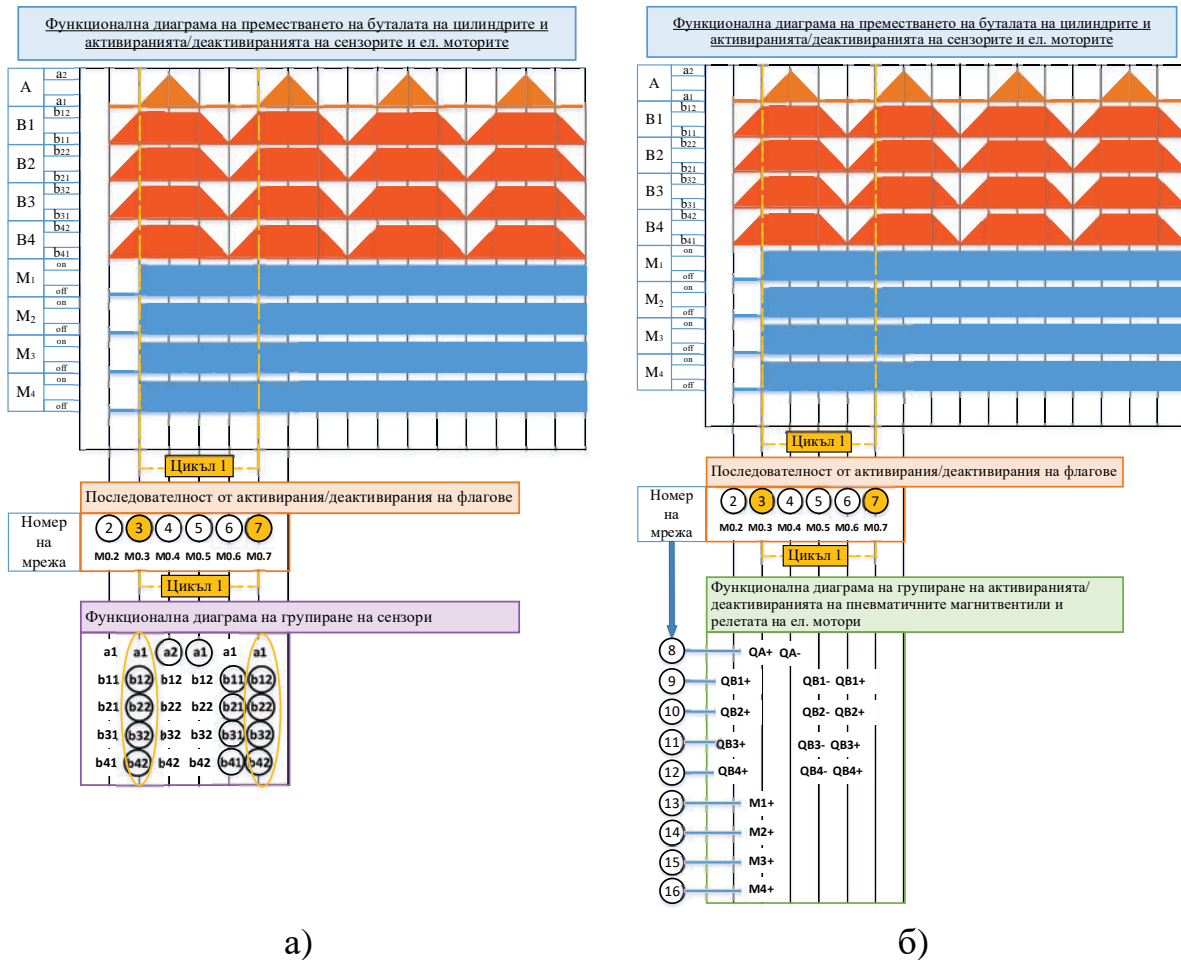 Функционална диаграма на преместването на буталата на цилиндрите и
активиранията/деактивиранията на сензорите и ел. моторите
A
a2
a1
B1
b12
b11
B2
b22
b21
B3
b32
b31
B4
b42
b41
M1
on
off
M2
on
off
M3
on
off
M4
on
off
Цикъл 1
Последователност от активирания/деактивирания на флагове
Номер
на
мрежа
2 3 4 5 6 7
M0.2 M0.3 M0.4 M0.5 M0.6 M0.7
Цикъл 1
Функционална диаграма на групиране на сензори
a1 a1 a2 a1 a1 a1
b11 b12 b12 b12 b11 b12
b21 b22 b22 b22 b21 b22
b31 b32 b32 b32 b31 b32
b41 b42 b42 b42 b41 b42
а)
Функционална диаграма на преместването на буталата на цилиндрите и
активиранията/деактивиранията на сензорите и ел. моторите
A
a2
a1
B1
b12
b11
B2
b22
b21
B3
b32
b31
B4
b42
b41
M1
on
off
M2
on
off
M3
on
off
M4
on
off
Цикъл 1
Последователност от активирания/деактивирания на флагове
Номер
на
мрежа
2 3 4 5 6 7
M0.2 M0.3 M0.4 M0.5 M0.6 M0.7
Цикъл 1
Функционална диаграма на групиране на активиранията/
деактивиранията на пневматичните магнитвентили и
релетата на ел. мотори
8 QA+ QA-
9 QB1+ QB1- QB1+
10 QB2+ QB2- QB2+
11 QB3+ QB3- QB3+
12 QB4+ QB4- QB4+
13 M1+
14 M2+
15 M3+
16 M4+
б)